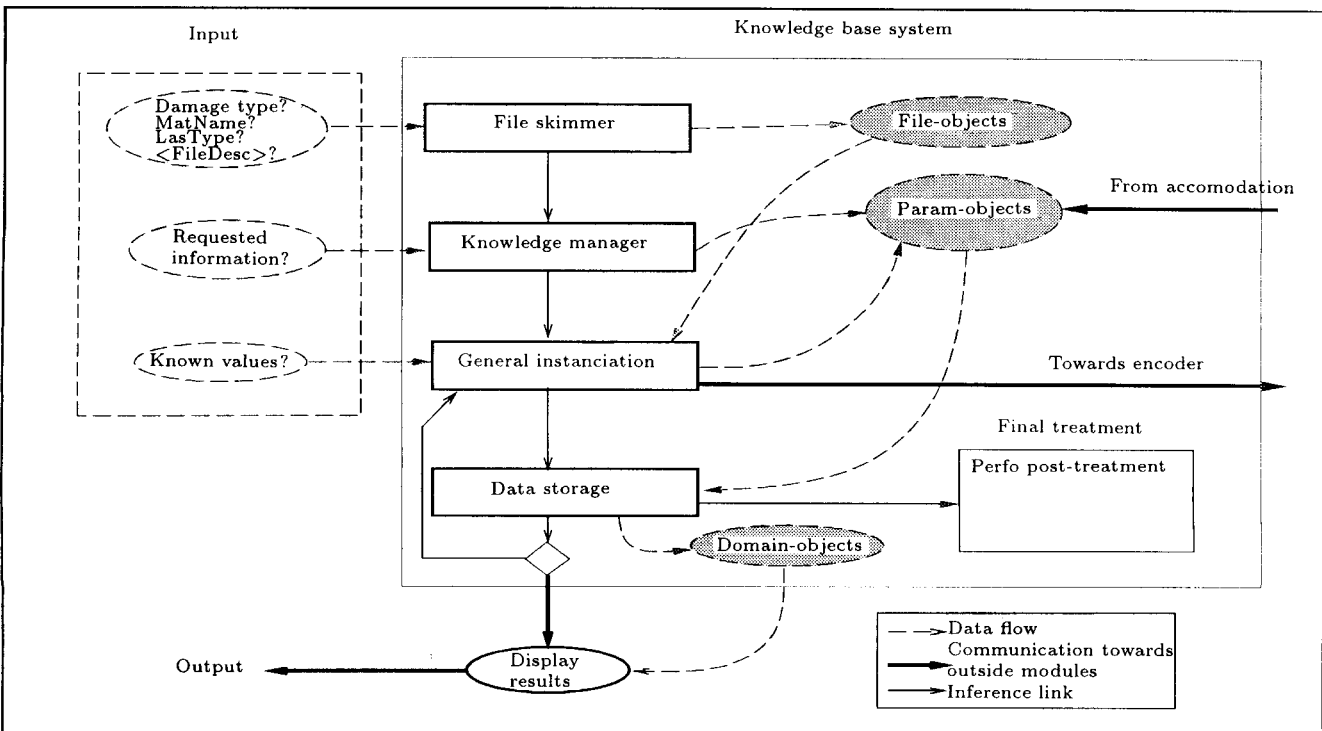 Input
Knowledge base system
Damage type?
MatName?
LasType?
<FileDesc>?
File skimmer
File-objects
From accomodation
Param-objects
Requested
information?
Knowledge manager
Known values?
General instanciation
Towards encoder
Final treatment
Perfo post-treatment
Data storage
Domain-objects
Data flow
Communication towards
outside modules
Inference link
Output
Display
results